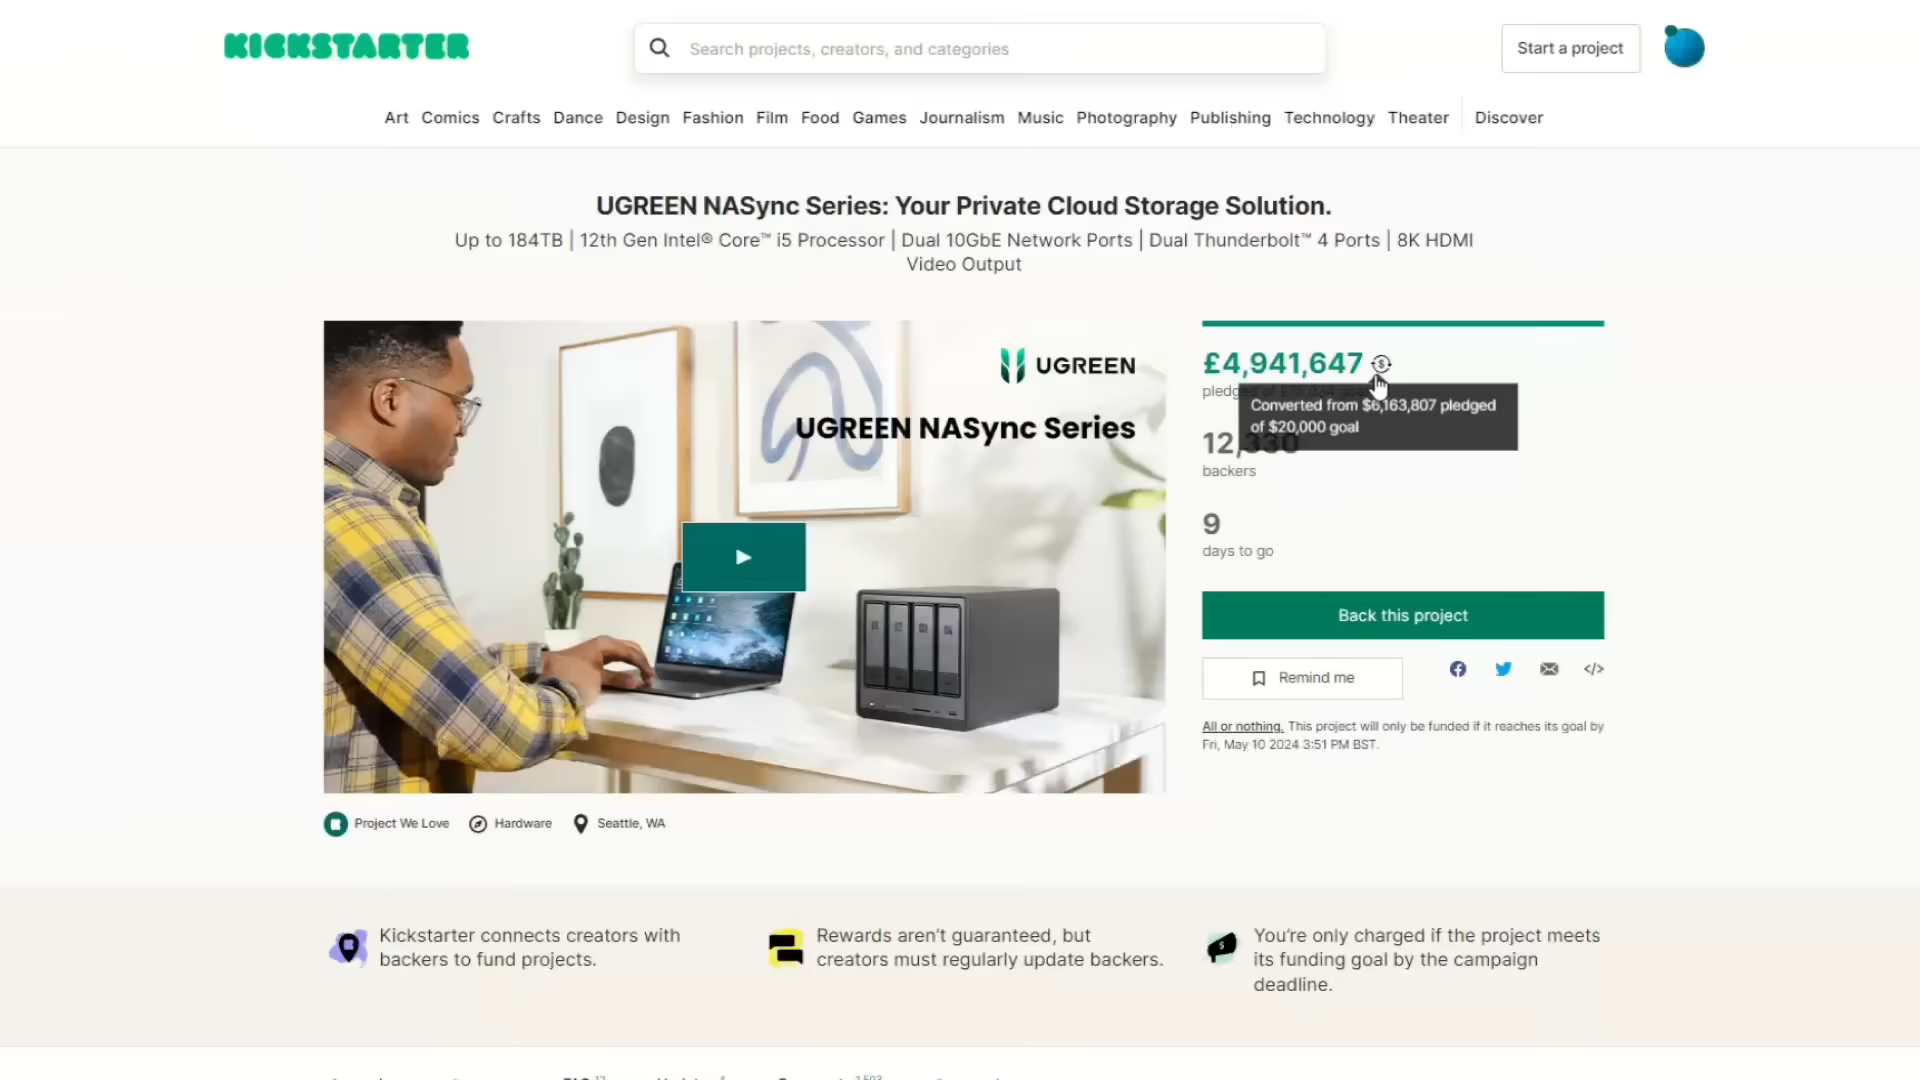 KICKSTARTER
Search projects, creators, and categories
Start a project
Art Comics Crafts Dance Design Fashion Film Food Games Journalism Music Photography Publishing Technology Theater Discover
UGREEN NASync Series: Your Private Cloud Storage Solution.
Up to 184TB | 12th Gen Intel® Core™ i5 Processor | Dual 10GbE Network Ports | Dual Thunderbolt™ 4 Ports | 8K HDMI
Video Output
UGREEN
UGREEN NASync Series
01 02 03 04
£4,941,647
Converted from $6,163,807 pledged
of $20,000 goal
12,330
backers
9
days to go
Back this project
Remind me
All or nothing. This project will only be funded if it reaches its goal by
Fri, May 10 2024 3:51 PM BST.
Project We Love
Hardware
Seattle, WA
Kickstarter connects creators with
backers to fund projects.
Rewards aren't guaranteed, but
creators must regularly update backers.
You're only charged if the project meets
its funding goal by the campaign
deadline.